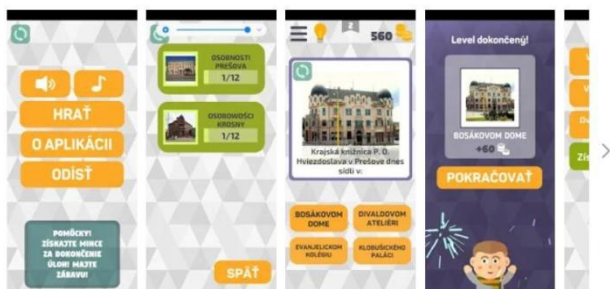 HRAŤ
O APLIKÁCII
ODÍSŤ
POMÔCKY!
ZÍSKAJTE MINCE
ZA DOKONČENIE
ÚLOH! MAJTE
ZÁBAVU!
OSOBNOSTI
PREŠOVA
1/12
OSOBOWOŚCI
KROSNY
1/12
SPÄŤ
560
Krajská knižnica P. O.
Hviezdoslava v Prešove dnes
sídli v:
BOSÁKOVOM
DOME
DIVALDOVOM
ATELIÉRI
EVANJELICKOM
KOLÉGIU
KLOBUŠICKÉHO
PALÁCI
Level dokončený!
BOSÁKOVOM DOME
+60
POKRAČOVAŤ